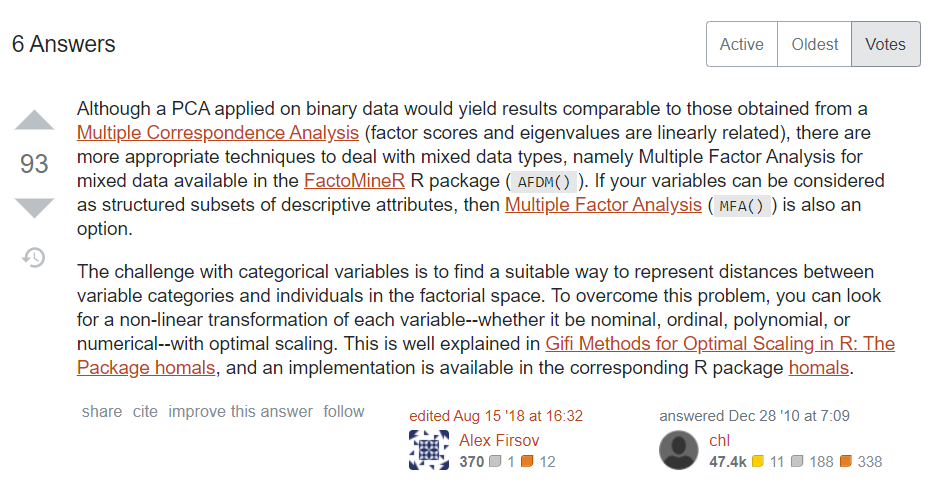 6 Answers
Active Oldest Votes
Although a PCA applied on binary data would yield results comparable to those obtained from a
Multiple Correspondence Analysis (factor scores and eigenvalues are linearly related), there are
93
more appropriate techniques to deal with mixed data types, namely Multiple Factor Analysis for
mixed data available in the FactoMineR R package ( AFDM() ). If your variables can be considered
as structured subsets of descriptive attributes, then Multiple Factor Analysis ( MFA() ) is also an
option.
The challenge with categorical variables is to find a suitable way to represent distances between
variable categories and individuals in the factorial space. To overcome this problem, you can look
for a non-linear transformation of each variable--whether it be nominal, ordinal, polynomial, or
numerical--with optimal scaling. This is well explained in Gifi Methods for Optimal Scaling in R: The
Package homals, and an implementation is available in the corresponding R package homals.
share cite improve this answer follow
edited Aug 15 '18 at 16:32
Alex Firsov
370 1 12
answered Dec 28 '10 at 7:09
chl
47.4k 11 188 338